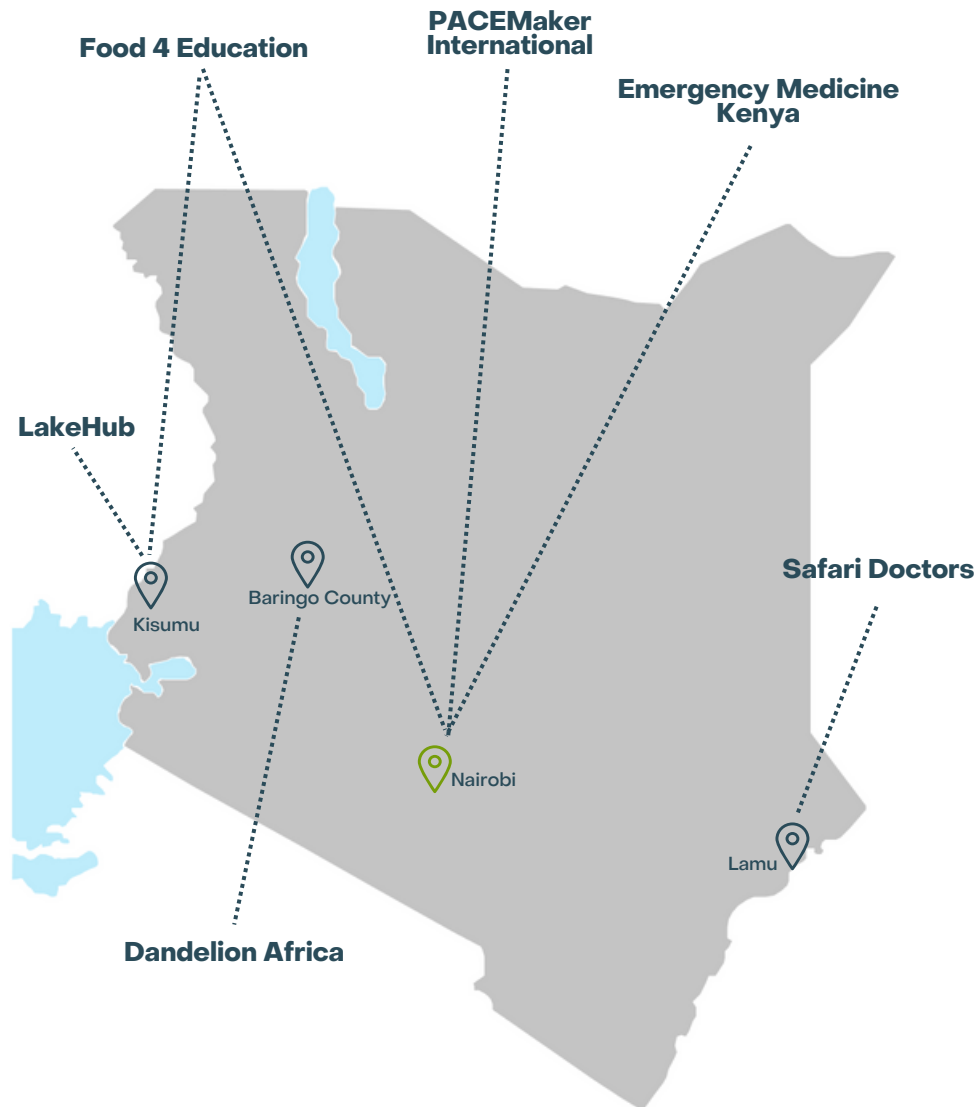 PACEMaker
International
Food 4 Education
Emergency Medicine
Kenya
LakeHub
Safari Doctors
Baringo County
Kisumu
Nairobi
Lamu
Dandelion Africa